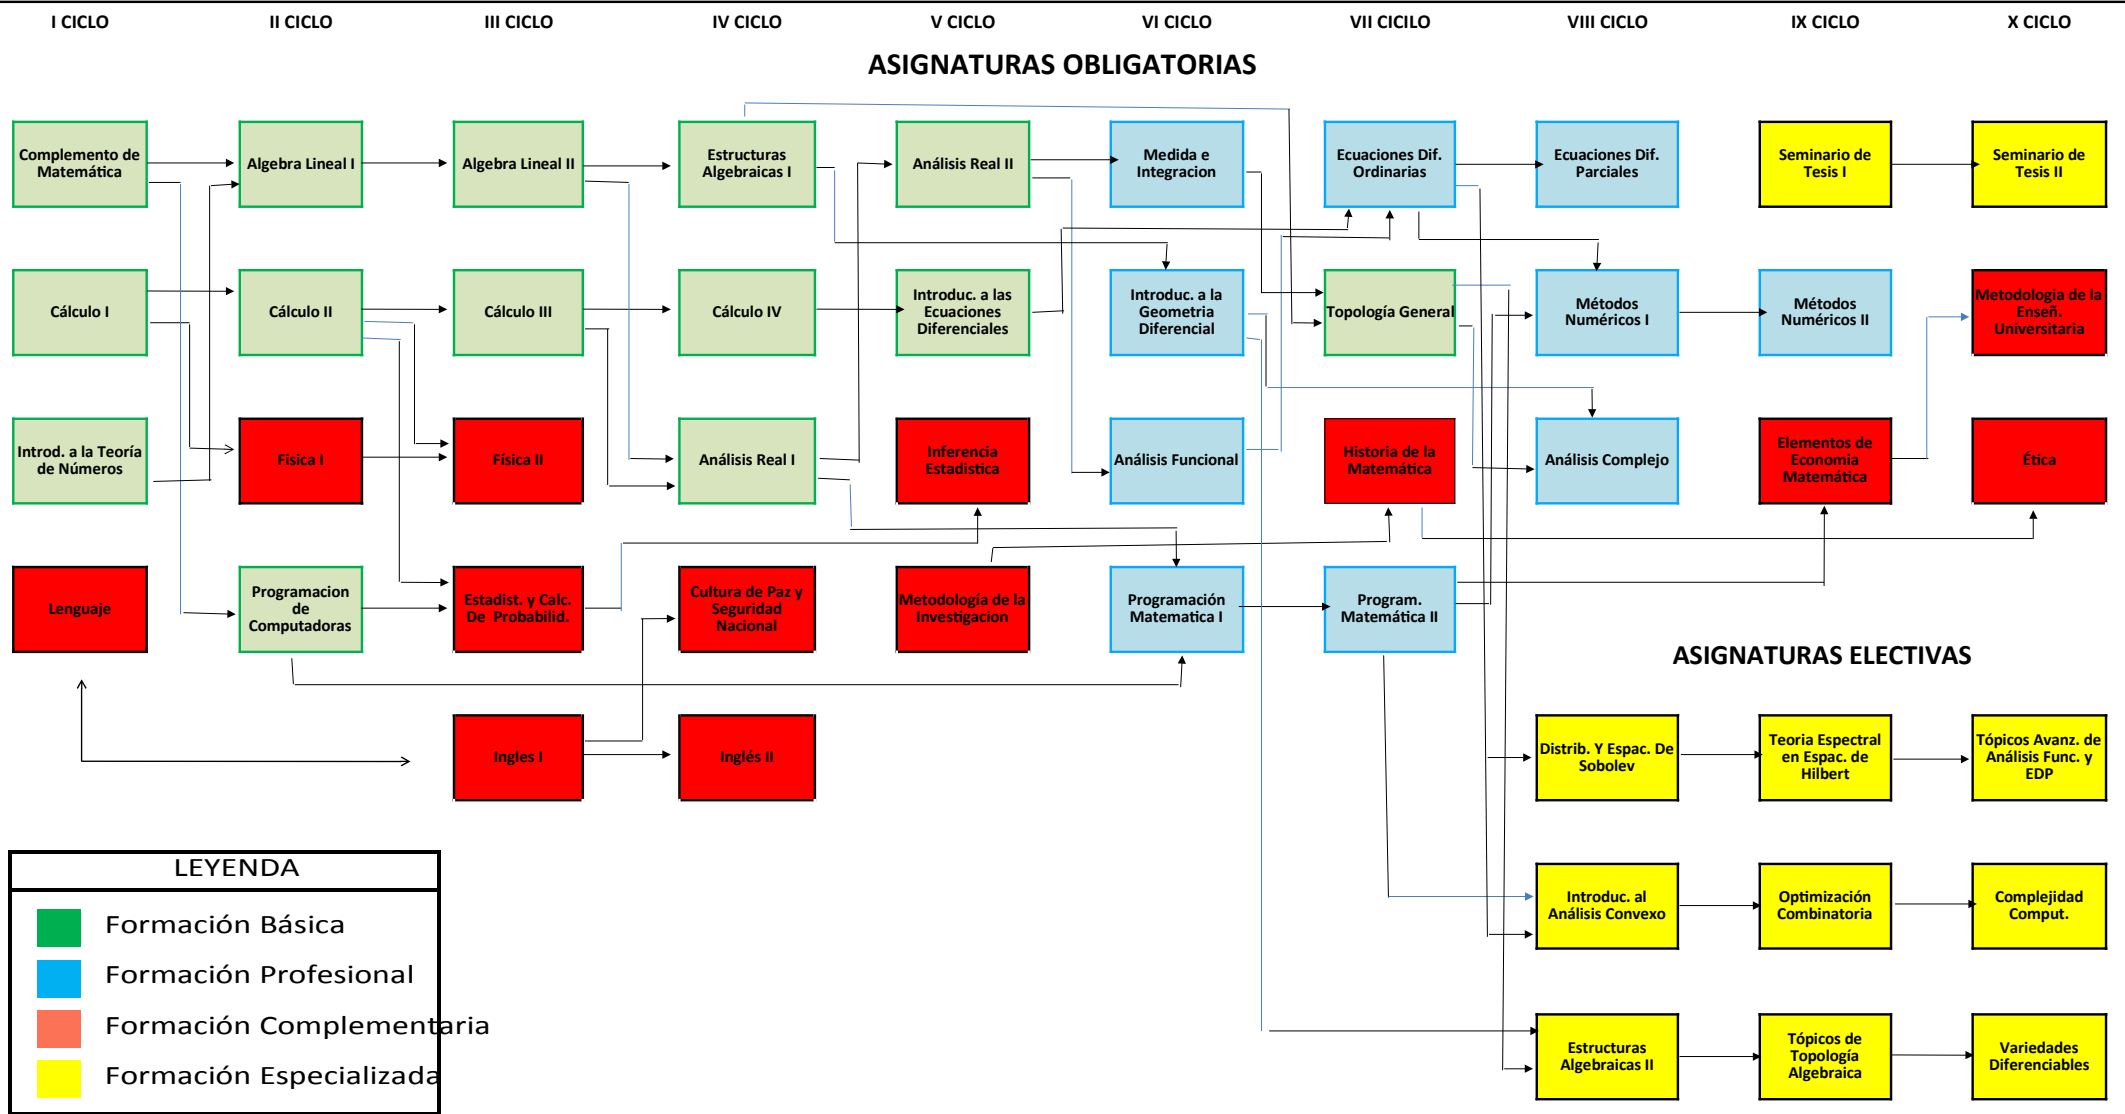 I CICLO
II CICLO
III CICLO
IV CICLO
V CICLO
VI CICLO
VII CICILO
VIII CICLO
IX CICLO
X CICLO
ASIGNATURAS OBLIGATORIAS
Complemento de
Matemática
Algebra Lineal I
Algebra Lineal II
Estructuras
Algebraicas I
Análisis Real II
Medida e
Integracion
Ecuaciones Dif.
Ordinarias
Ecuaciones Dif.
Parciales
Seminario de
Tesis I
Seminario de
Tesis II
Cálculo I
Cálculo II
Cálculo III
Cálculo IV
Introduc. a las
Ecuaciones
Diferenciales
Introduc. a la
Geometria
Diferencial
Topología General
Métodos
Numéricos I
Métodos
Numéricos II
Metodologia de la
Enseñ.
Universitaria
Introd. a la Teoría
de Números
Fisica I
Física II
Análisis Real I
Inferencia
Estadistica
Análisis Funcional
Historia de la
Matemática
Análisis Complejo
Elementos de
Economia
Matemática
Ética
Lenguaje
Programacion
de
Computadoras
Estadist. y Calc.
De Probabilid.
Cultura de Paz y
Seguridad
Nacional
Metodología de la
Investigacion
Programación
Matematica I
Program.
Matemática II
ASIGNATURAS ELECTIVAS
Ingles I
Inglés II
Distrib. Y Espac. De
Sobolev
Teoria Espectral
en Espac. de
Hilbert
Tópicos Avanz. de
Análisis Func. y
EDP
Introduc. al
Análisis Convexo
Optimización
Combinatoria
Complejidad
Comput.
Estructuras
Algebraicas II
Tópicos de
Topología
Algebraica
Variedades
Diferenciables
LEYENDA
Formación Básica
Formación Profesional
Formación Complementaria
Formación Especializada